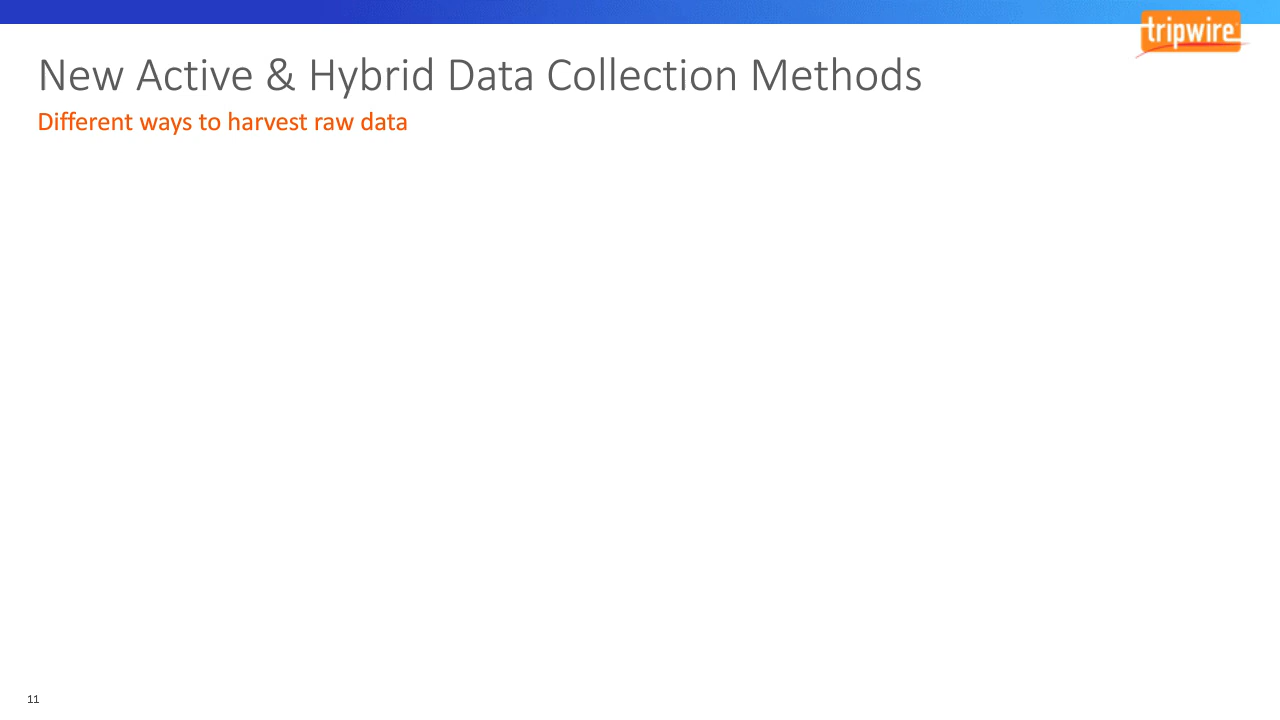 tripwire
New Active & Hybrid Data Collection Methods
Different ways to harvest raw data
11